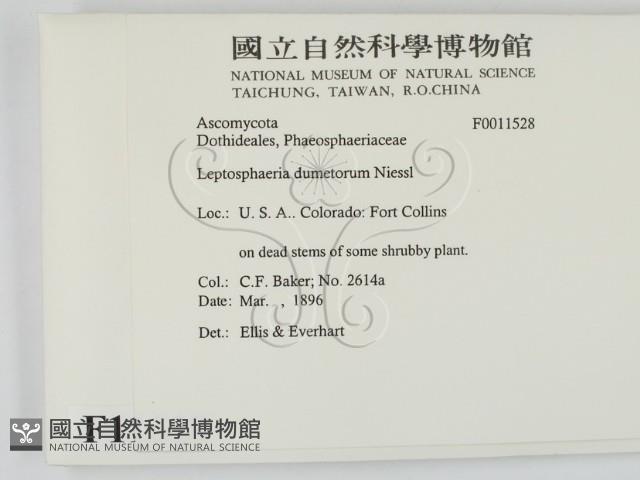 國立自然科學博物館
NATIONAL MUSEUM OF NATURAL SCIENCE
TAICHUNG, TAIWAN, R.O.CHINA
Ascomycota F0011528
Dothideales, Phaeosphaeriaceae
Leptosphaeria dumetorum Niessl
Loc.: U. S. A.. Colorado: Fort Collins
on dead stems of some shrubby plant.
Col.: C.F. Baker; No. 2614a
Date: Mar. , 1896
Det.: Ellis & Everhart
F1
國立自然科學博物館
NATIONAL MUSEUM OF NATURAL SCIENCE